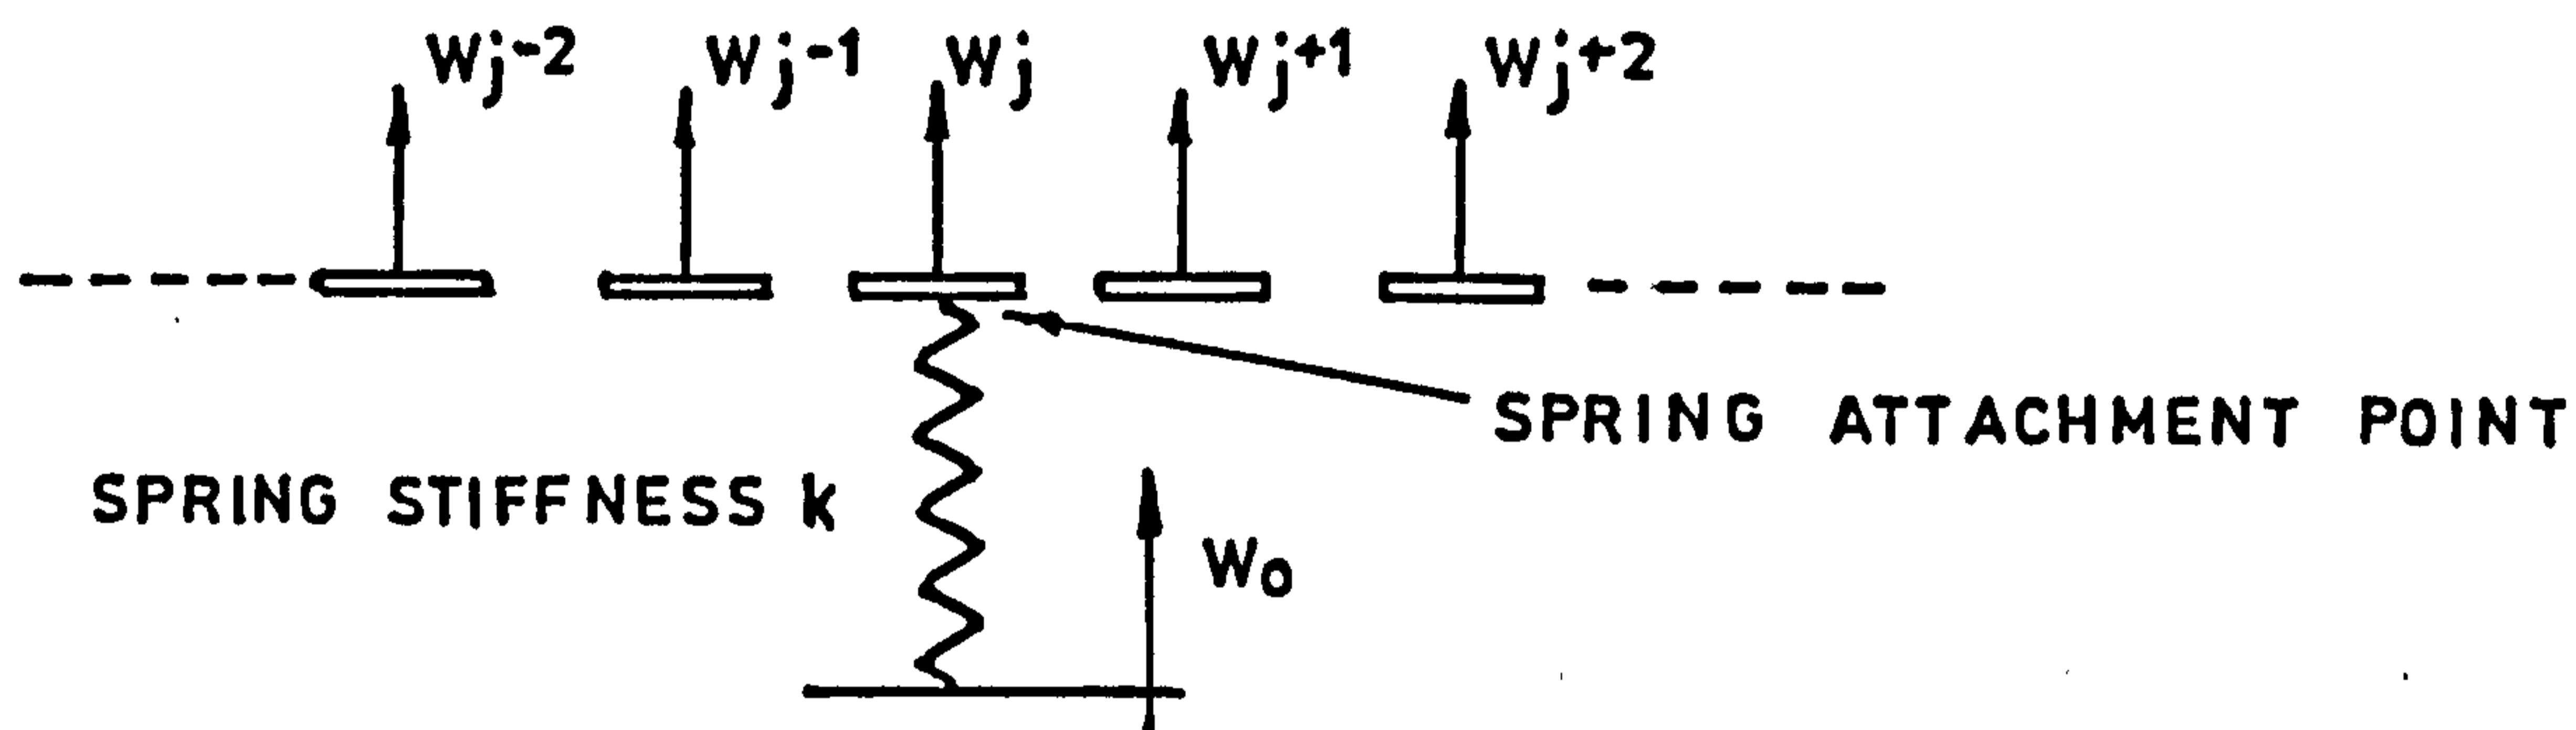 Wj-2 Wj-1 Wj Wj+1 Wj+2
SPRING ATTACHMENT POINT
SPRING STIFFNESS k
Wo